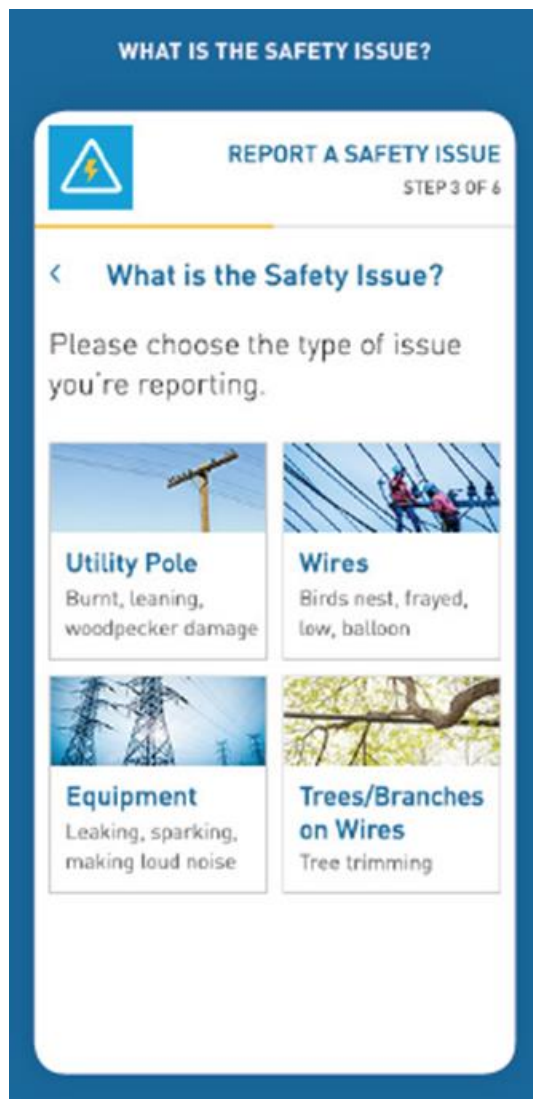 WHAT IS THE SAFETY ISSUE?
REPORT A SAFETY ISSUE
STEP 3 OF 6
What is the Safety Issue?
Please choose the type of issue
you're reporting.
Utility Pole
Burnt, leaning,
woodpecker damage
Wires
Birds nest, frayed,
low, balloon
Equipment
Leaking, sparking,
making loud noise
Trees/Branches
on Wires
Tree trimming